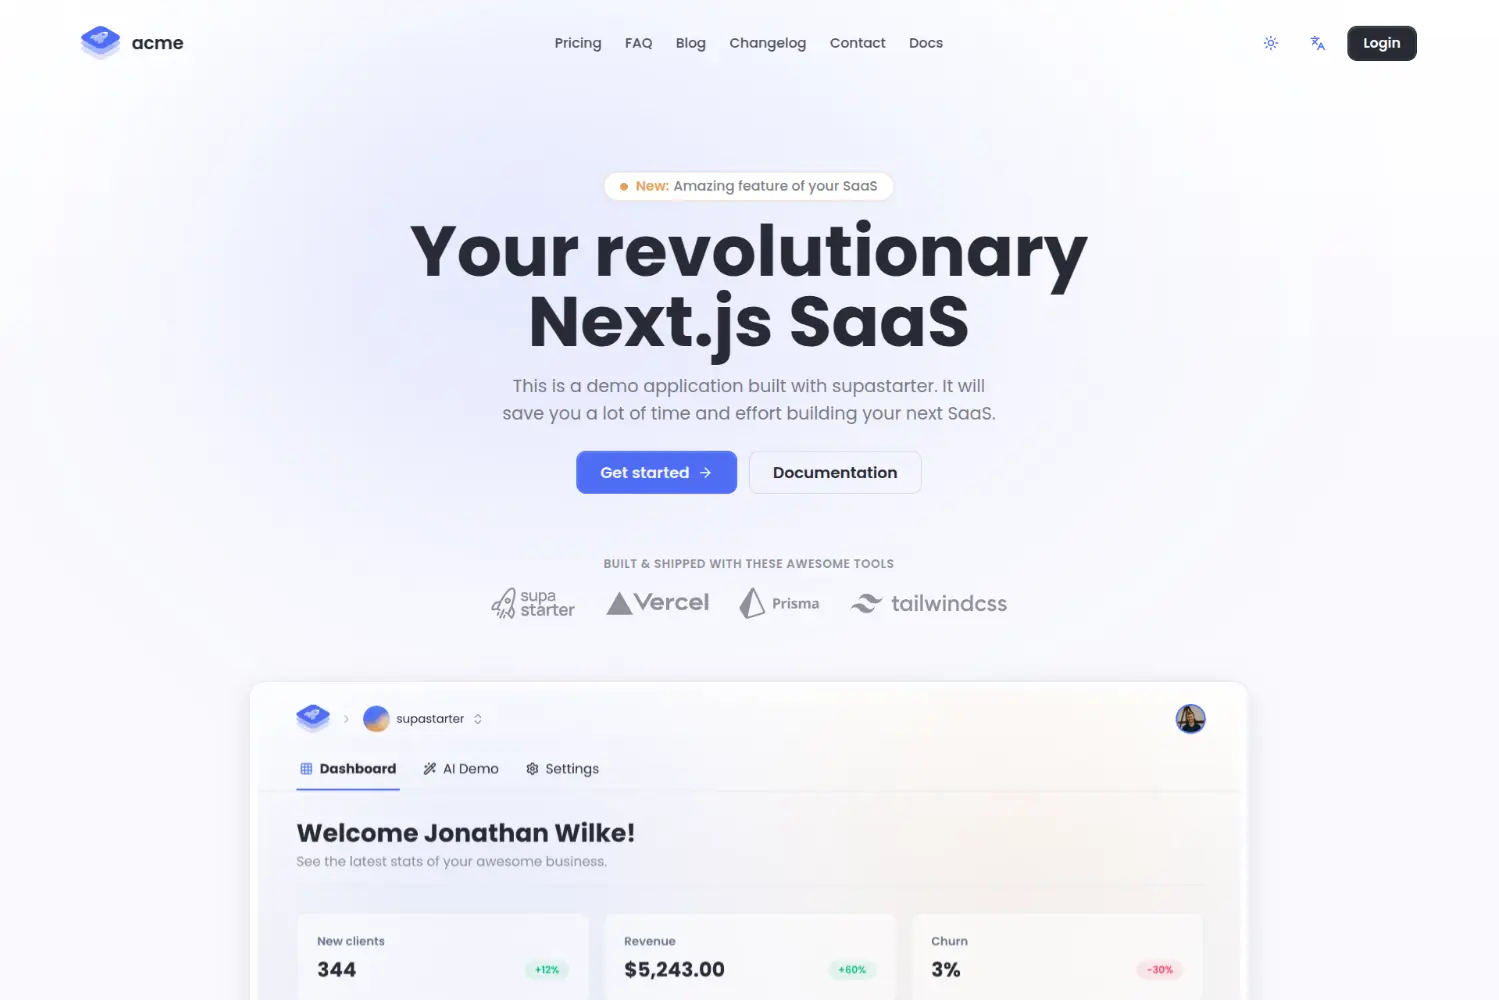 acme
Pricing FAQ Blog Changelog Contact Docs
Login
New: Amazing feature of your SaaS
Your revolutionary
Next.js SaaS
This is a demo application built with supastarter. It will
save you a lot of time and effort building your next SaaS.
Get started
Documentation
BUILT & SHIPPED WITH THESE AWESOME TOOLS
supa
starter
Vercel
Prisma
tailwindcss
supastarter
Dashboard AI Demo Settings
Welcome Jonathan Wilke!
See the latest stats of your awesome business.
New clients
344
+12%
Revenue
$5,243.00
+60%
Churn
3%
-30%